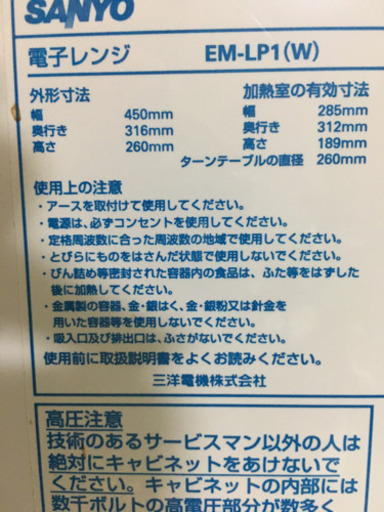 SANYO
電子レンジ EM-LP1(W)
外形寸法 加熱室の有効寸法
幅 450mm 幅 285mm
奥行き 316mm 奥行き 312mm
高さ 260mm 高さ 189mm
ターンテーブルの直径 260mm
使用上の注意
・アースを取付けて使用してください。
・電源は、必ずコンセントを使用してください。
・定格周波数に合った周波数の地域で使用してください。
・とびらにものをはさんだ状態で使用しないでください。
・びん詰め等密封された容器内の食品は、ふた等をはずした
後に加熱してください。
・金属製の容器、金・銀はく、金・銀粉又は針金を
用いた容器等を使用しないでください。
・吸入口及び排出口は、ふさがないでください。
使用前に取扱説明書をよくお読みください。
三洋電機株式会社
高圧注意
技術のあるサービスマン以外の人は
絶対にキャビネットをあけないで
ください。キャビネットの内部には
数千ボルトの高電圧部分が数多く